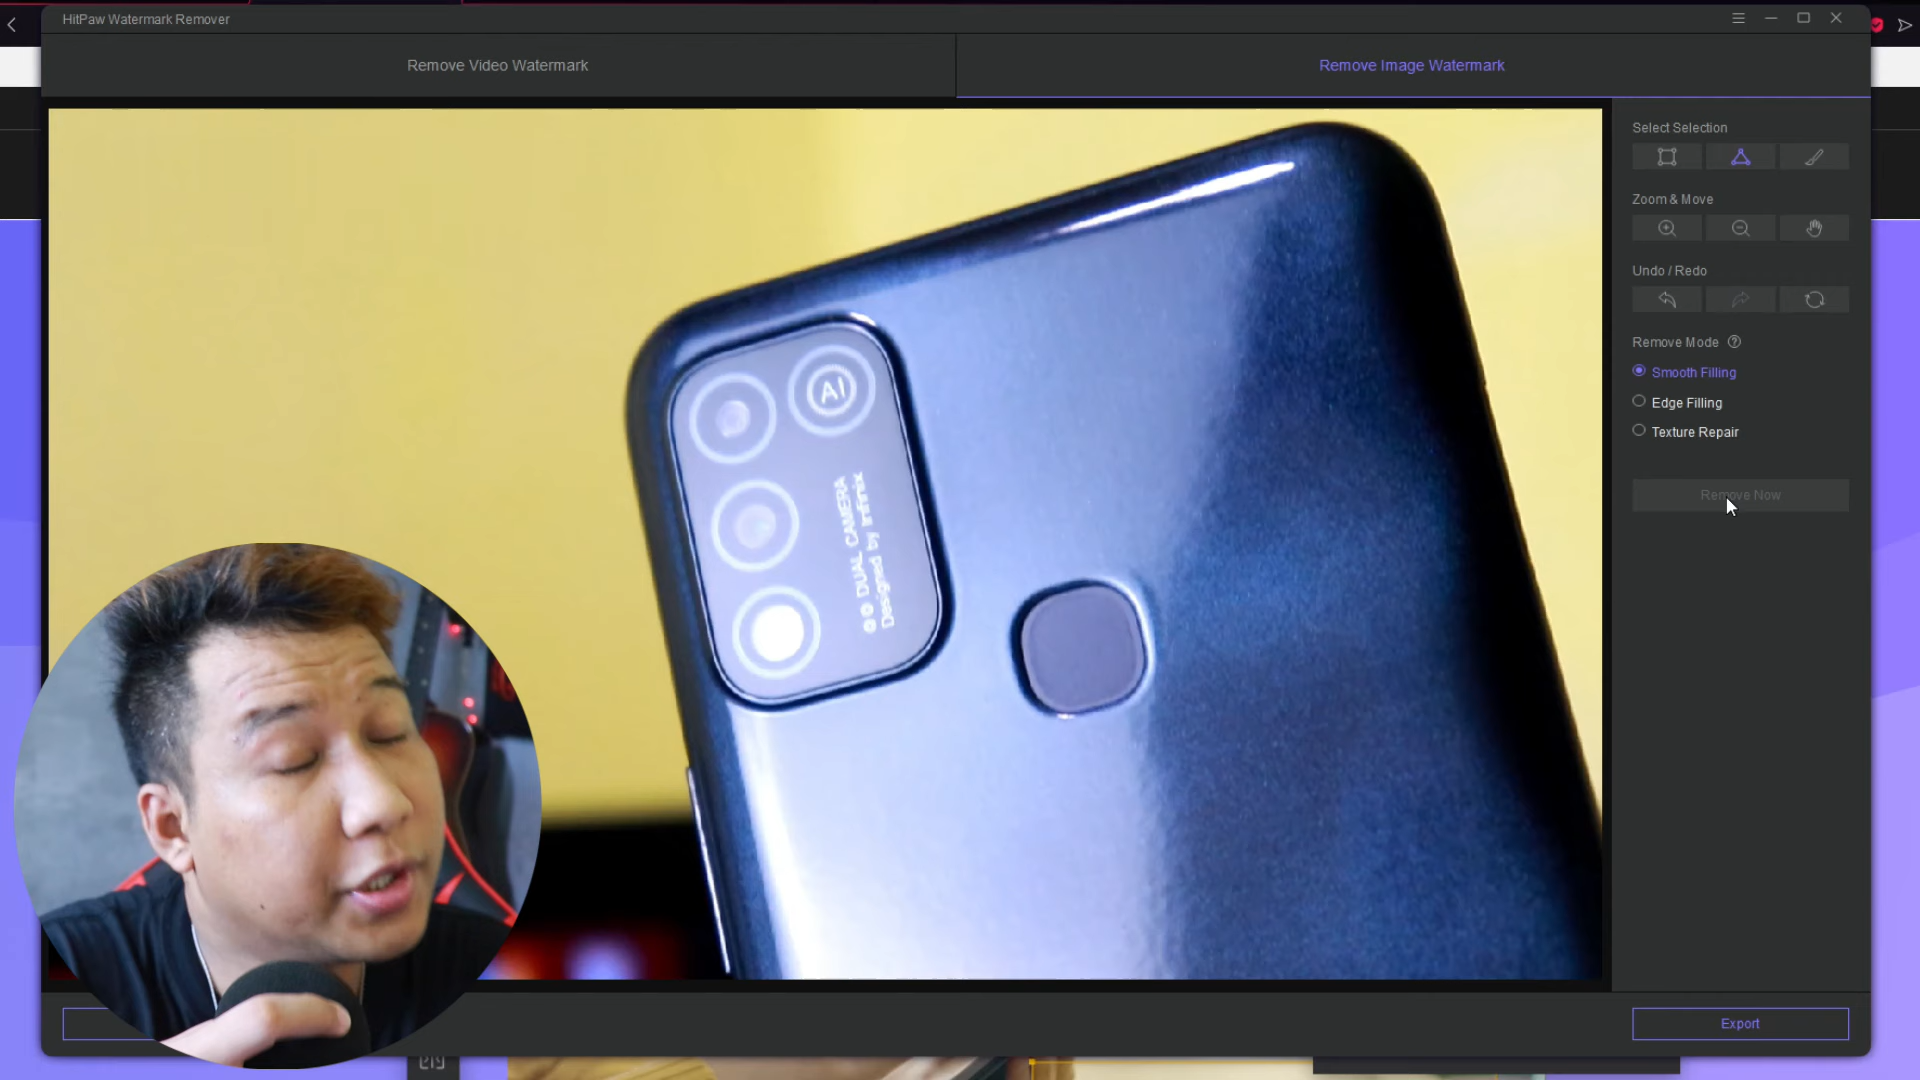 HitPaw Watermark Remover
Remove Video Watermark
Remove Image Watermark
Select Selection
Zoom & Move
Undo / Redo
Remove Mode ?
Smooth Filling
Edge Filling
Texture Repair
Remove Now
AI
DUAL CAMERA
Designed by Infinix
Export